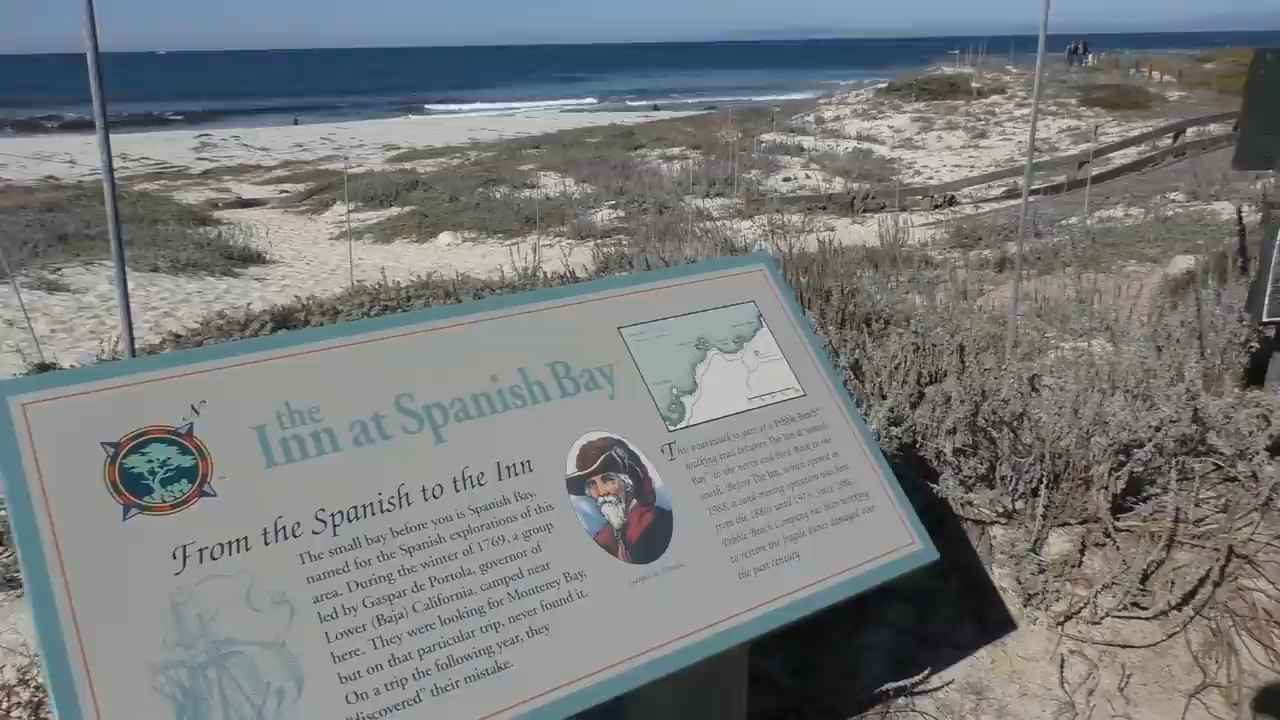 N
the
Inn at Spanish Bay
From the Spanish to the Inn
The small bay before you is Spanish Bay,
named for the Spanish explorations of this
area. During the winter of 1769, a group
led by Gaspar de Portola, governor of
Lower (Baja) California, camped near
here. They were looking for Monterey Bay,
but on that particular trip, never found it.
On a trip the following year, they
"discovered" their mistake.
This boardwalk is part of a Pebble Beach
walking trail between The Inn at Spanish
Bay to the north and Bird Rock to the
south. Before The Inn, which opened in
1988, a sand-mining operation was here
from the 1880s until 1973. Since 1986,
Pebble Beach Company has been working
to restore the fragile dunes damaged over
the past century.